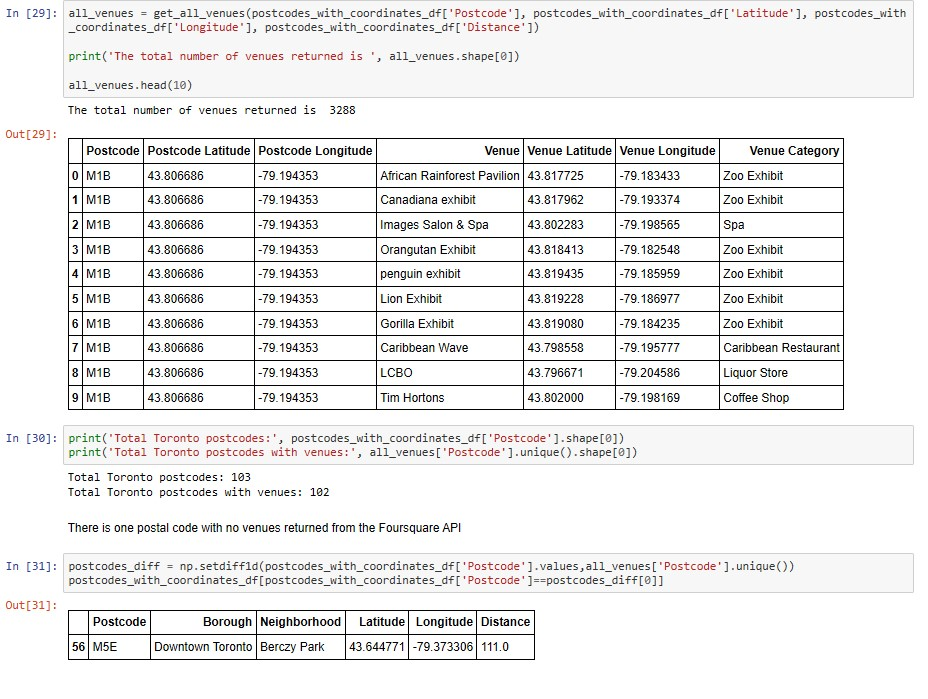 In [29]: all_venues = get_all_venues(postcodes_with_coordinates_df['Postcode'], postcodes_with_coordinates_df['Latitude'], postcodes_with
_coordinates_df['Longitude'], postcodes_with_coordinates_df['Distance'])
print('The total number of venues returned is ', all_venues.shape[0])
all_venues.head(10)
The total number of venues returned is  3288
Out[29]:
Postcode Postcode Latitude Postcode Longitude Venue Venue Latitude Venue Longitude Venue Category
0 M1B 43.806686 -79.194353 African Rainforest Pavilion 43.817725 -79.183433 Zoo Exhibit
1 M1B 43.806686 -79.194353 Canadiana exhibit 43.817962 -79.193374 Zoo Exhibit
2 M1B 43.806686 -79.194353 Images Salon & Spa 43.802283 -79.198565 Spa
3 M1B 43.806686 -79.194353 Orangutan Exhibit 43.818413 -79.182548 Zoo Exhibit
4 M1B 43.806686 -79.194353 penguin exhibit 43.819435 -79.185959 Zoo Exhibit
5 M1B 43.806686 -79.194353 Lion Exhibit 43.819228 -79.186977 Zoo Exhibit
6 M1B 43.806686 -79.194353 Gorilla Exhibit 43.819080 -79.184235 Zoo Exhibit
7 M1B 43.806686 -79.194353 Caribbean Wave 43.798558 -79.195777 Caribbean Restaurant
8 M1B 43.806686 -79.194353 LCBO 43.796671 -79.204586 Liquor Store
9 M1B 43.806686 -79.194353 Tim Hortons 43.802000 -79.198169 Coffee Shop
In [30]: print('Total Toronto postcodes:', postcodes_with_coordinates_df['Postcode'].shape[0])
print('Total Toronto postcodes with venues:', all_venues['Postcode'].unique().shape[0])
Total Toronto postcodes: 103
Total Toronto postcodes with venues: 102
There is one postal code with no venues returned from the Foursquare API
In [31]: postcodes_diff = np.setdiff1d(postcodes_with_coordinates_df['Postcode'].values,all_venues['Postcode'].unique())
postcodes_with_coordinates_df[postcodes_with_coordinates_df['Postcode']==postcodes_diff[0]]
Out[31]:
Postcode Borough Neighborhood Latitude Longitude Distance
56 M5E Downtown Toronto Berczy Park 43.644771 -79.373306 111.0